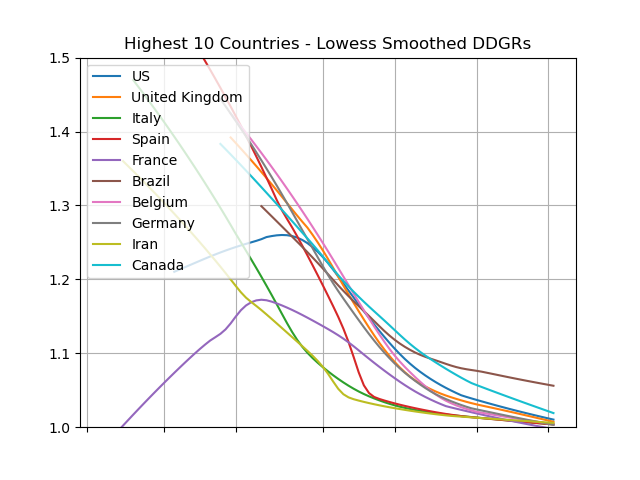 Highest 10 Countries - Lowess Smoothed DDGRs
1.5
1.4
1.3
1.2
1.1
1.0
US
United Kingdom
Italy
Spain
France
Brazil
Belgium
Germany
Iran
Canada